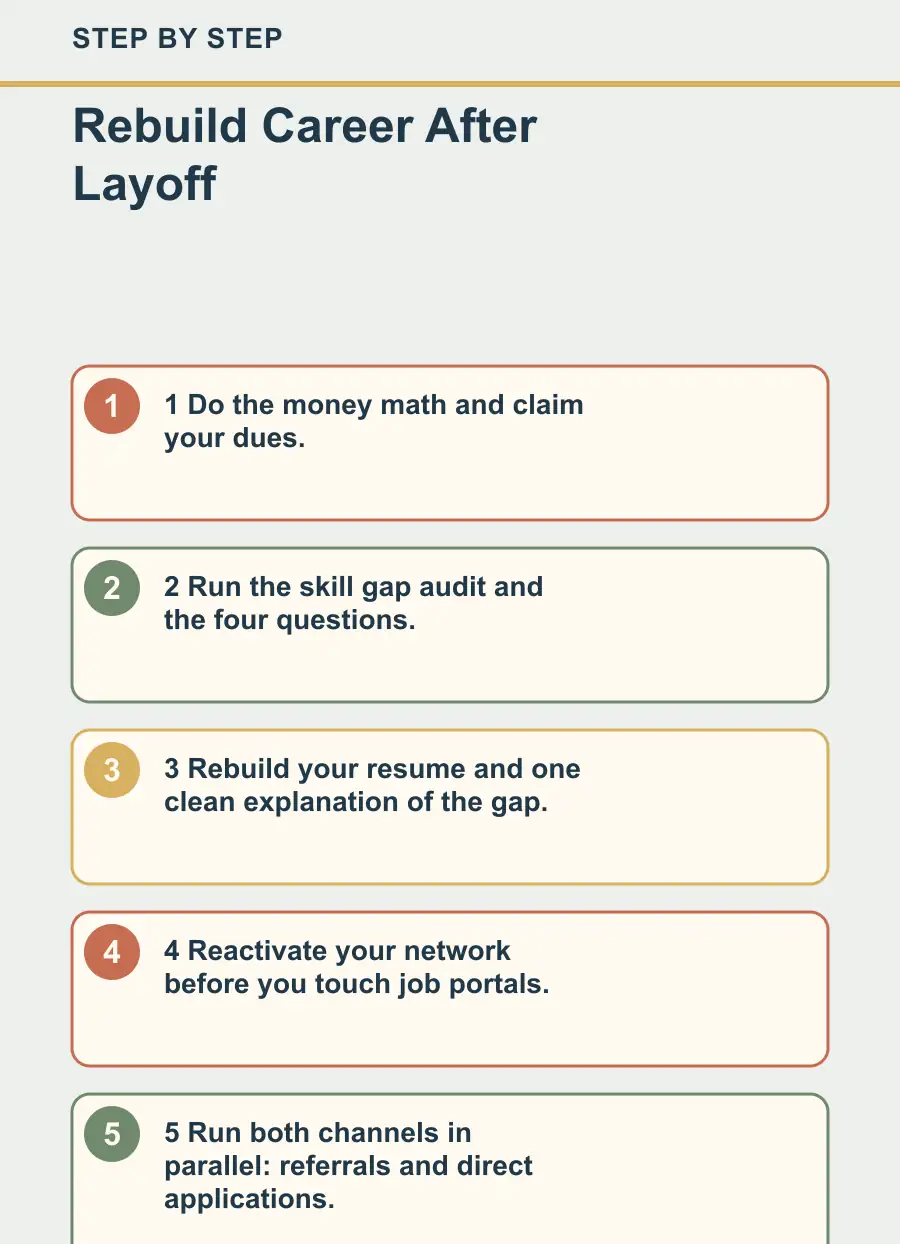 STEP BY STEP
Rebuild Career After
Layoff
1
1 Do the money math and claim
your dues.
2
2 Run the skill gap audit and
the four questions.
3
3 Rebuild your resume and one
clean explanation of the gap.
4
4 Reactivate your network
before you touch job portals.
5
5 Run both channels in
parallel: referrals and direct
applications.